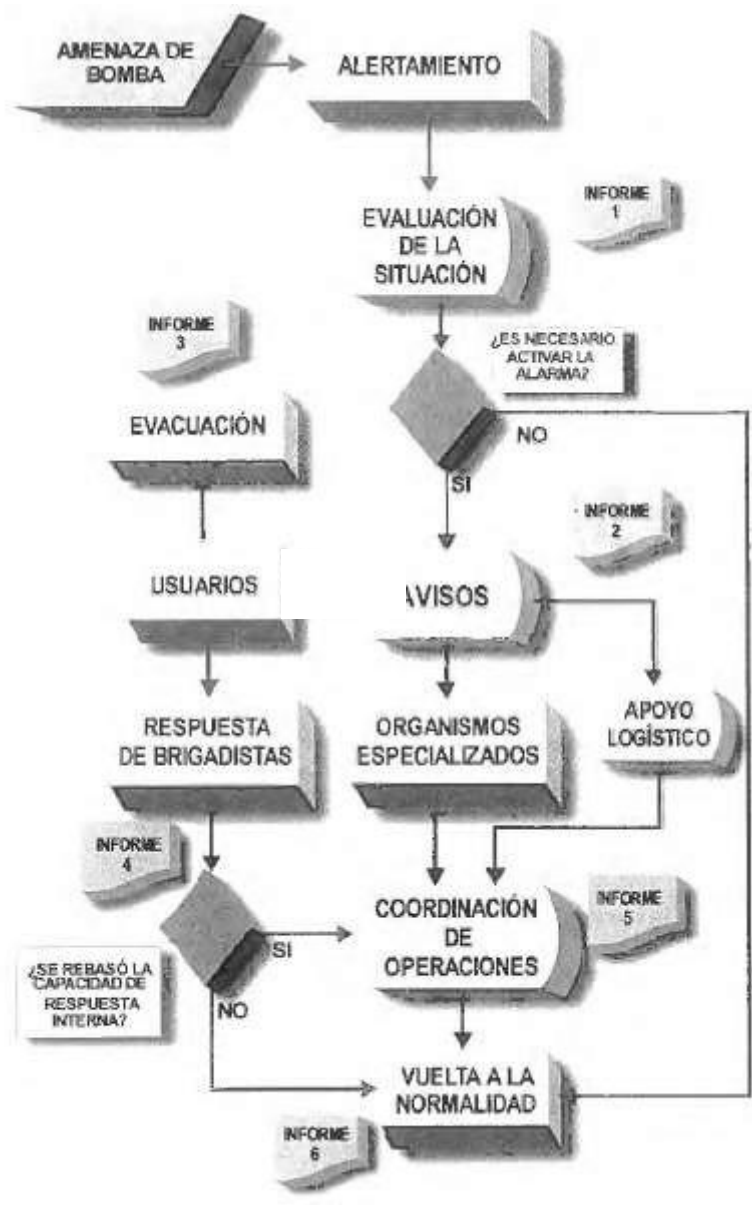 AMENAZA DE
BOMBA
ALERTAMIENTO
EVALUACIÓN
DE LA
SITUACIÓN
INFORME
1
¿ES NECESARIO
ACTIVAR LA
ALARMA?
NO
SI
INFORME
3
EVACUACIÓN
INFORME
2
USUARIOS
AVISOS
RESPUESTA
DE BRIGADISTAS
ORGANISMOS
ESPECIALIZADOS
APOYO
LOGÍSTICO
INFORME
4
¿SE REBASÓ LA
CAPACIDAD DE
RESPUESTA
INTERNA?
SI
NO
COORDINACIÓN
DE
OPERACIONES
INFORME
5
VUELTA A LA
NORMALIDAD
INFORME
6